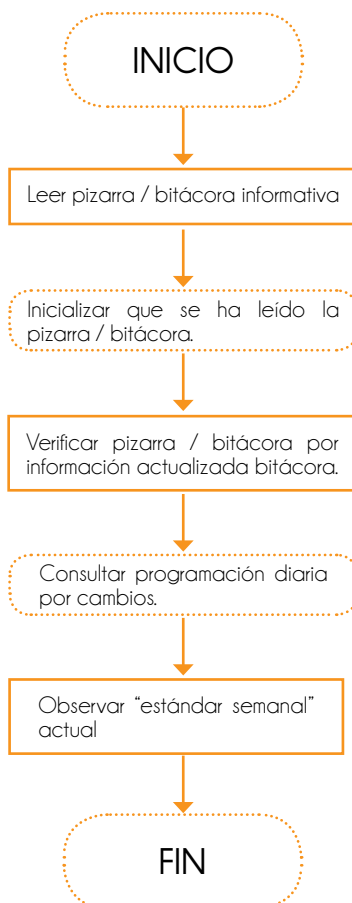 INICIO
Leer pizarra / bitácora informativa
Inicializar que se ha leído la
pizarra / bitácora.
Verificar pizarra / bitácora por
información actualizada bitácora.
Consultar programación diaria
por cambios.
Observar “estándar semanal”
actual
FIN